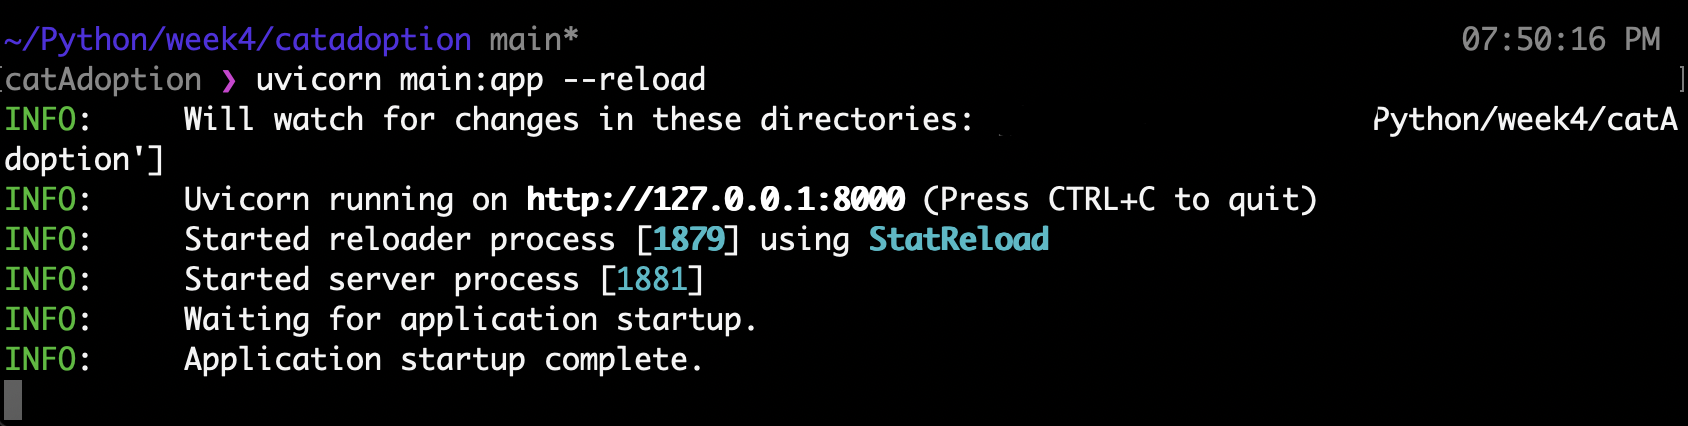 ~/Python/week4/catadoption main* 07:50:16 PM
[catAdoption ❯ uvicorn main:app --reload ]
INFO: Will watch for changes in these directories: Python/week4/catA
doption']
INFO: Uvicorn running on http://127.0.0.1:8000 (Press CTRL+C to quit)
INFO: Started reloader process [1879] using StatReload
INFO: Started server process [1881]
INFO: Waiting for application startup.
INFO: Application startup complete.